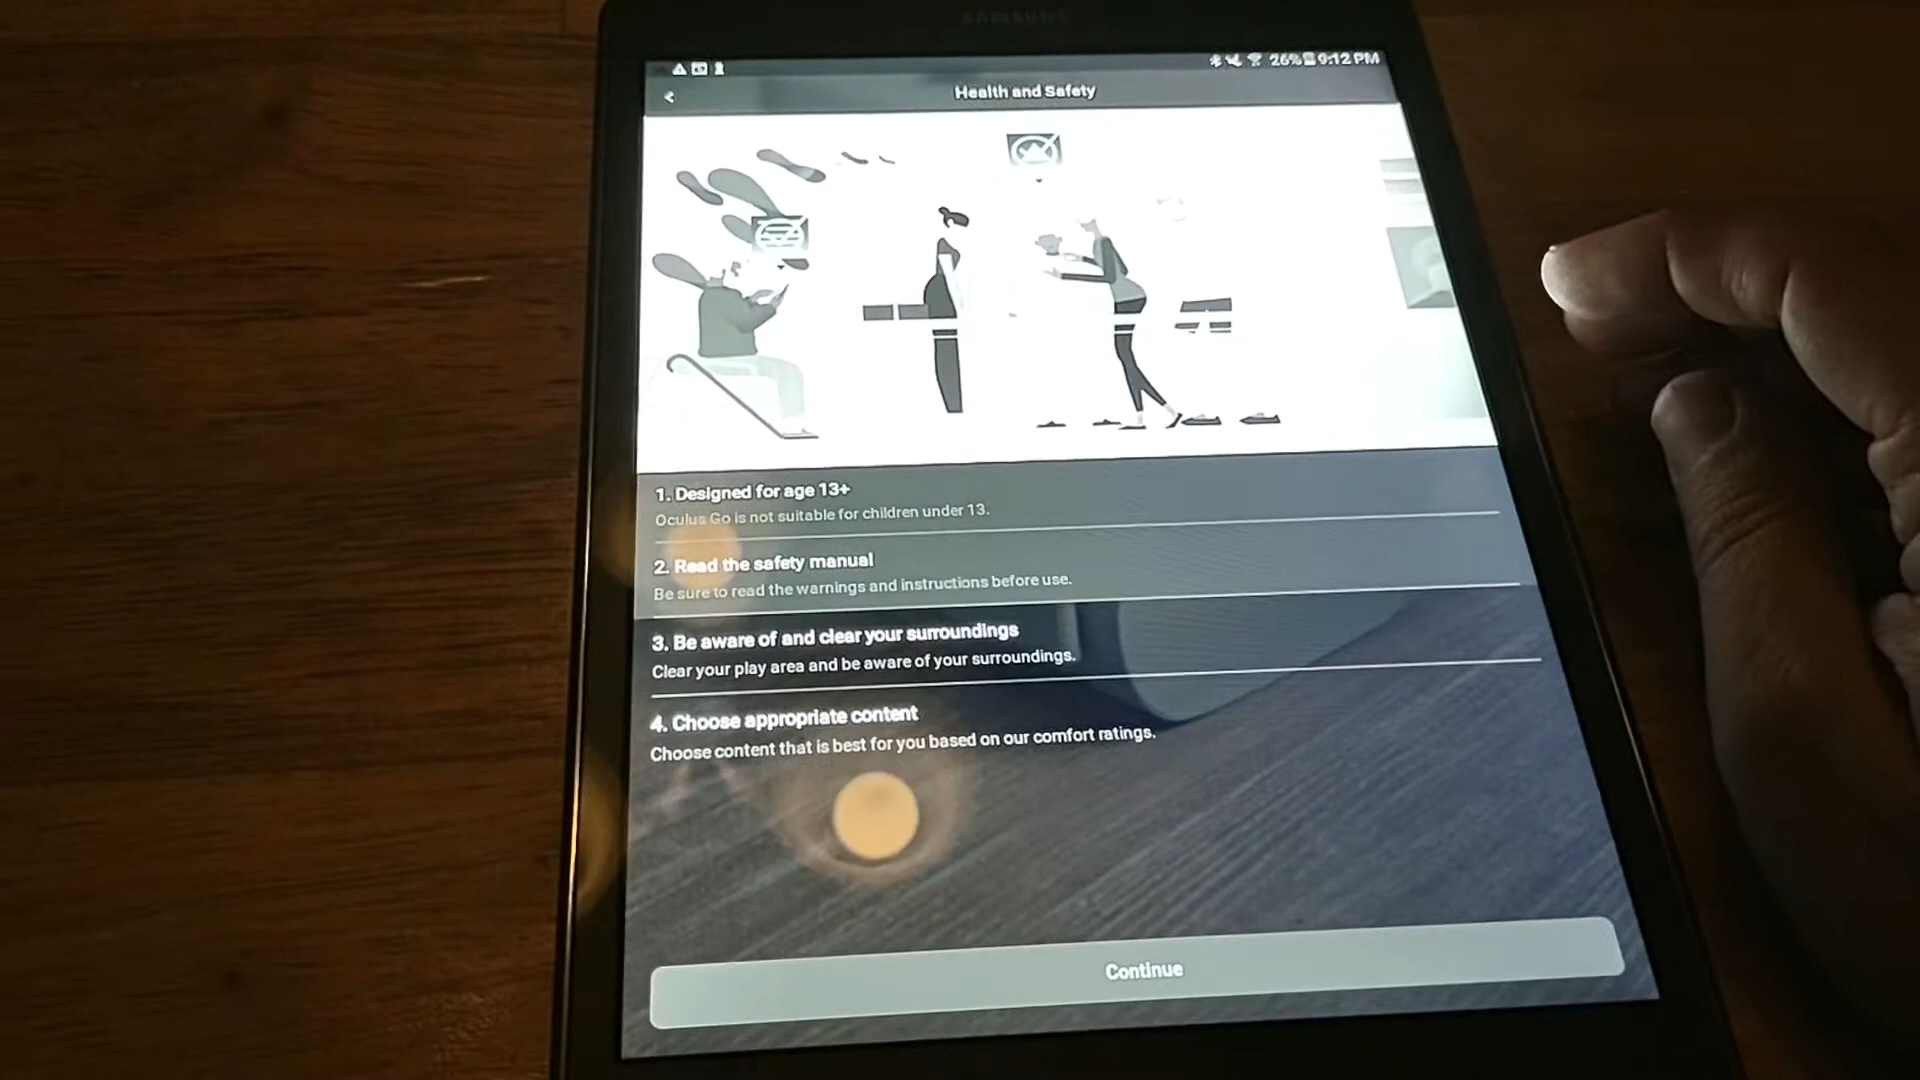 SAMSUNG
26% 9:12 PM
Health and Safety
1. Designed for age 13+
Oculus Go is not suitable for children under 13.
2. Read the safety manual
Be sure to read the warnings and instructions before use.
3. Be aware of and clear your surroundings
Clear your play area and be aware of your surroundings.
4. Choose appropriate content
Choose content that is best for you based on our comfort ratings.
Continue